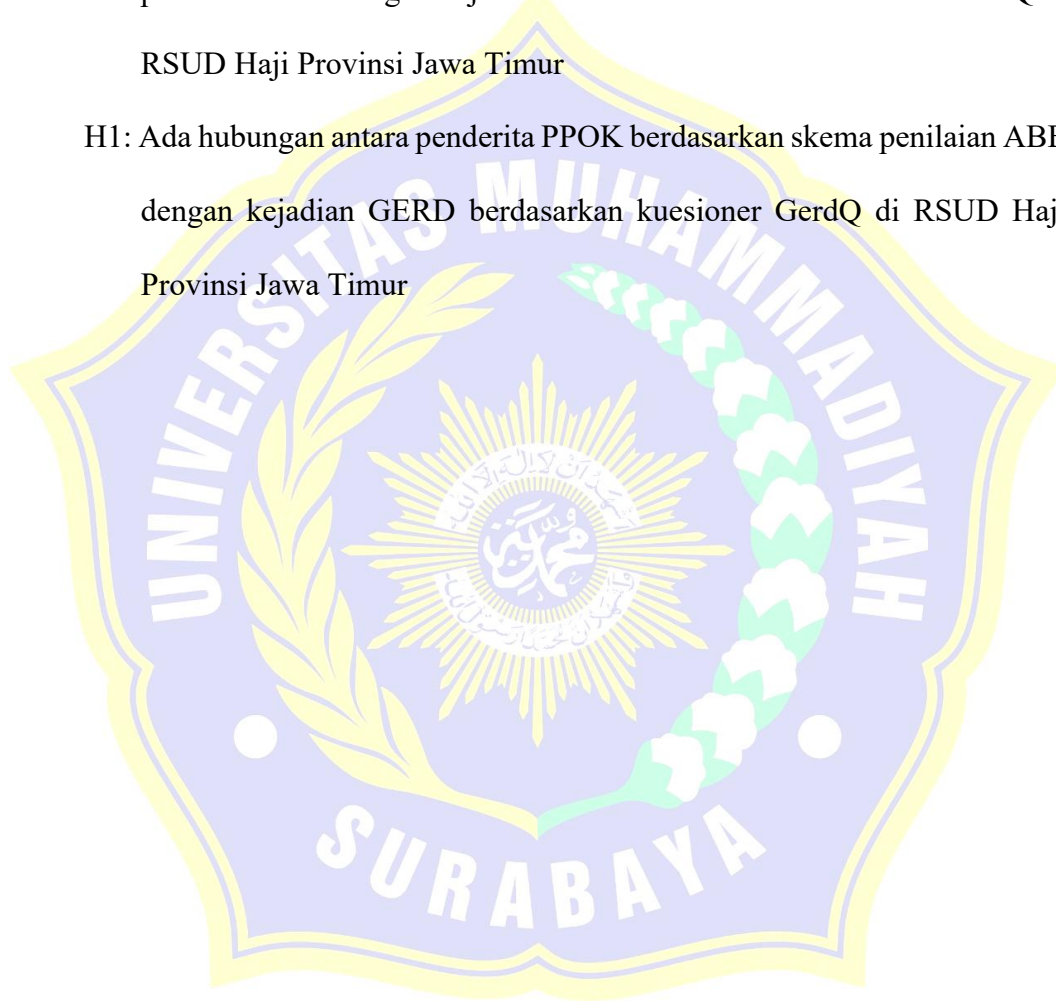 RSUD Haji Provinsi Jawa Timur
H1: Ada hubungan antara penderita PPOK berdasarkan skema penilaian ABE
dengan kejadian GERD berdasarkan kuesioner GerdQ di RSUD Haji
Provinsi Jawa Timur
UNIVERSITAS MUHAMMADIYAH
محمد
SURABAYA